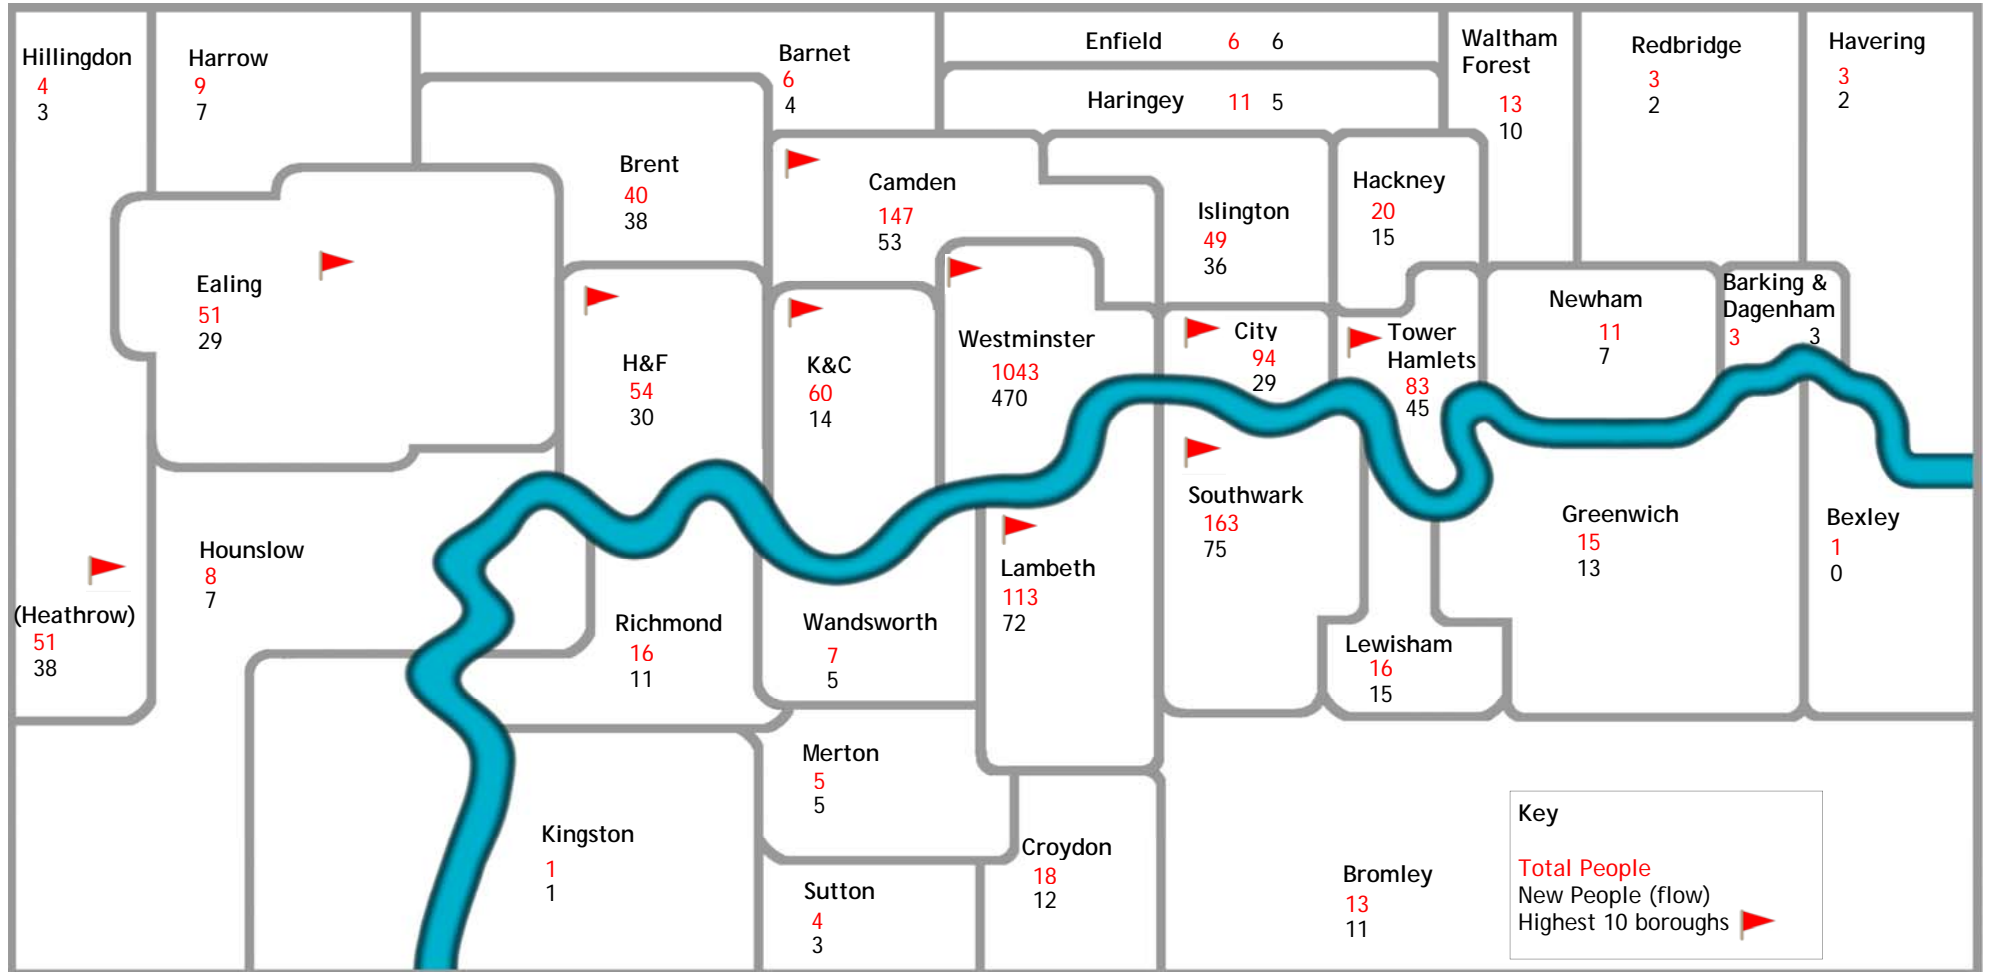 Hillingdon
4
3
Harrow
9
7
Barnet
6
4
Enfield 6 6
Haringey 11 5
Waltham
Forest
13
10
Redbridge
3
2
Havering
3
2
Brent
40
38
Camden
147
53
Islington
49
36
Hackney
20
15
Ealing
51
29
H&F
54
30
K&C
60
14
Westminster
1043
470
City
94
29
Tower
Hamlets
83
45
Newham
11
7
Barking &
Dagenham
3 3
Hounslow
8
7
(Heathrow)
51
38
Richmond
16
11
Wandsworth
7
5
Lambeth
113
72
Southwark
163
75
Lewisham
16
15
Greenwich
15
13
Bexley
1
0
Kingston
1
1
Merton
5
5
Sutton
4
3
Croydon
18
12
Bromley
13
11
Key
Total People
New People (flow)
Highest 10 boroughs